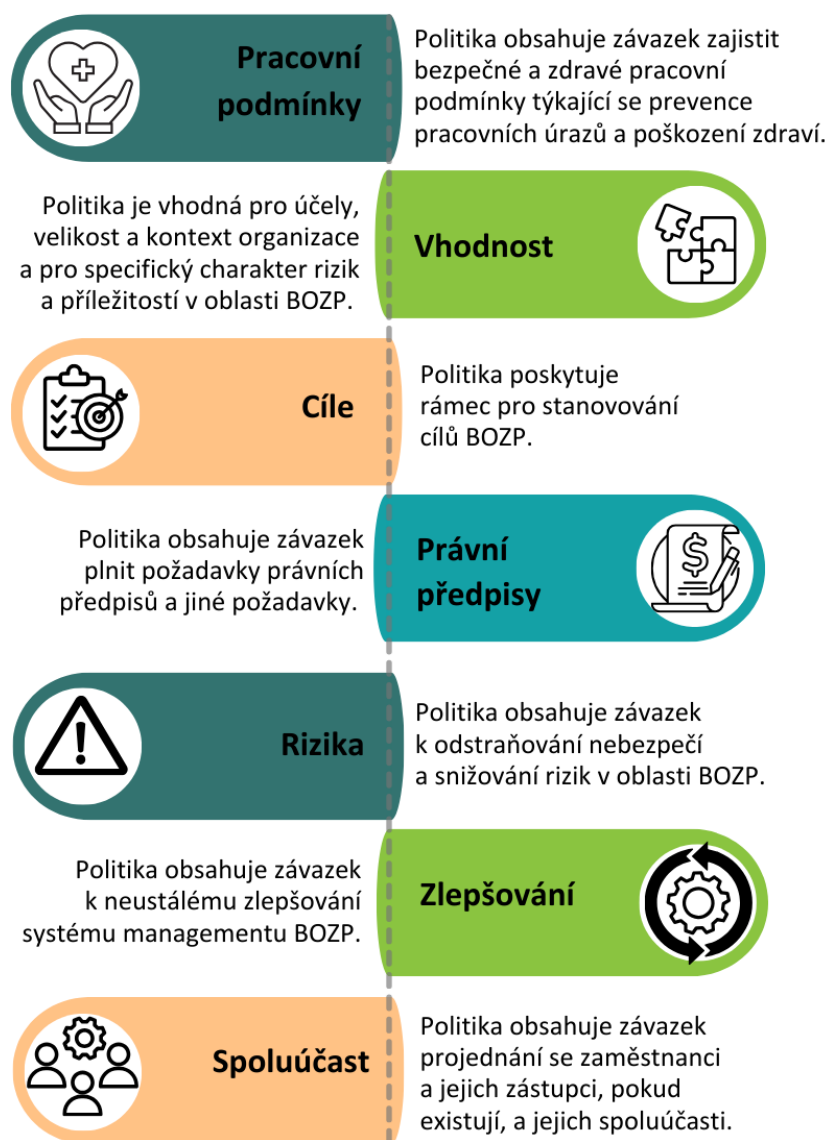 Pracovní
podmínky
Politika obsahuje závazek zajistit
bezpečné a zdravé pracovní
podmínky týkající se prevence
pracovních úrazů a poškození zdraví.
Politika je vhodná pro účely,
velikost a kontext organizace
a pro specifický charakter rizik
a příležitostí v oblasti BOZP.
Vhodnost
Cíle
Politika poskytuje
rámec pro stanovování
cílů BOZP.
Politika obsahuje závazek
plnit požadavky právních
předpisů a jiné požadavky.
Právní
předpisy
$
Rizika
Politika obsahuje závazek
k odstraňování nebezpečí
a snižování rizik v oblasti BOZP.
Politika obsahuje závazek
k neustálému zlepšování
systému managementu BOZP.
Zlepšování
Spoluúčast
Politika obsahuje závazek
projednání se zaměstnanci
a jejich zástupci, pokud
existují, a jejich spoluúčasti.